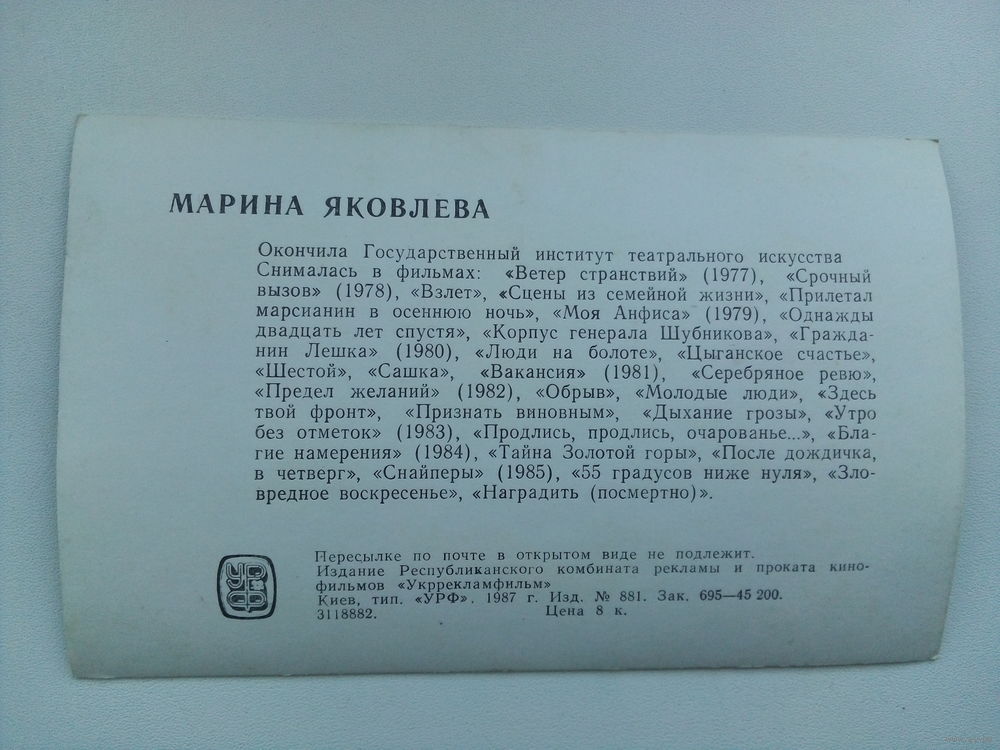 МАРИНА ЯКОВЛЕВА
Окончила Государственный институт театрального искусства
Снималась в фильмах: «Ветер странствий» (1977), «Срочный
вызов» (1978), «Взлет», «Сцены из семейной жизни», «Прилетал
марсианин в осеннюю ночь», «Моя Анфиса» (1979), «Однажды
двадцать лет спустя», «Корпус генерала Шубникова», «Гражда-
нин Лешка» (1980), «Люди на болоте», «Цыганское счастье»,
«Шестой», «Сашка», «Вакансия» (1981), «Серебряное ревю»,
«Предел желаний» (1982), «Обрыв», «Молодые люди», «Здесь
твой фронт», «Признать виновным», «Дыхание грозы», «Утро
без отметок» (1983), «Продлись, продлись, очарованье...», «Бла-
гие намерения» (1984), «Тайна Золотой горы», «После дождичка,
в четверг», «Снайперы» (1985), «55 градусов ниже нуля», «Зло-
вредное воскресенье», «Наградить (посмертно)».
УРФ
Пересылке по почте в открытом виде не подлежит.
Издание Республиканского комбината рекламы и проката кино-
фильмов «Укррекламфильм»
Киев, тип. «УРФ». 1987 г. Изд. № 881. Зак. 695—45 200.
3118882. Цена 8 к.